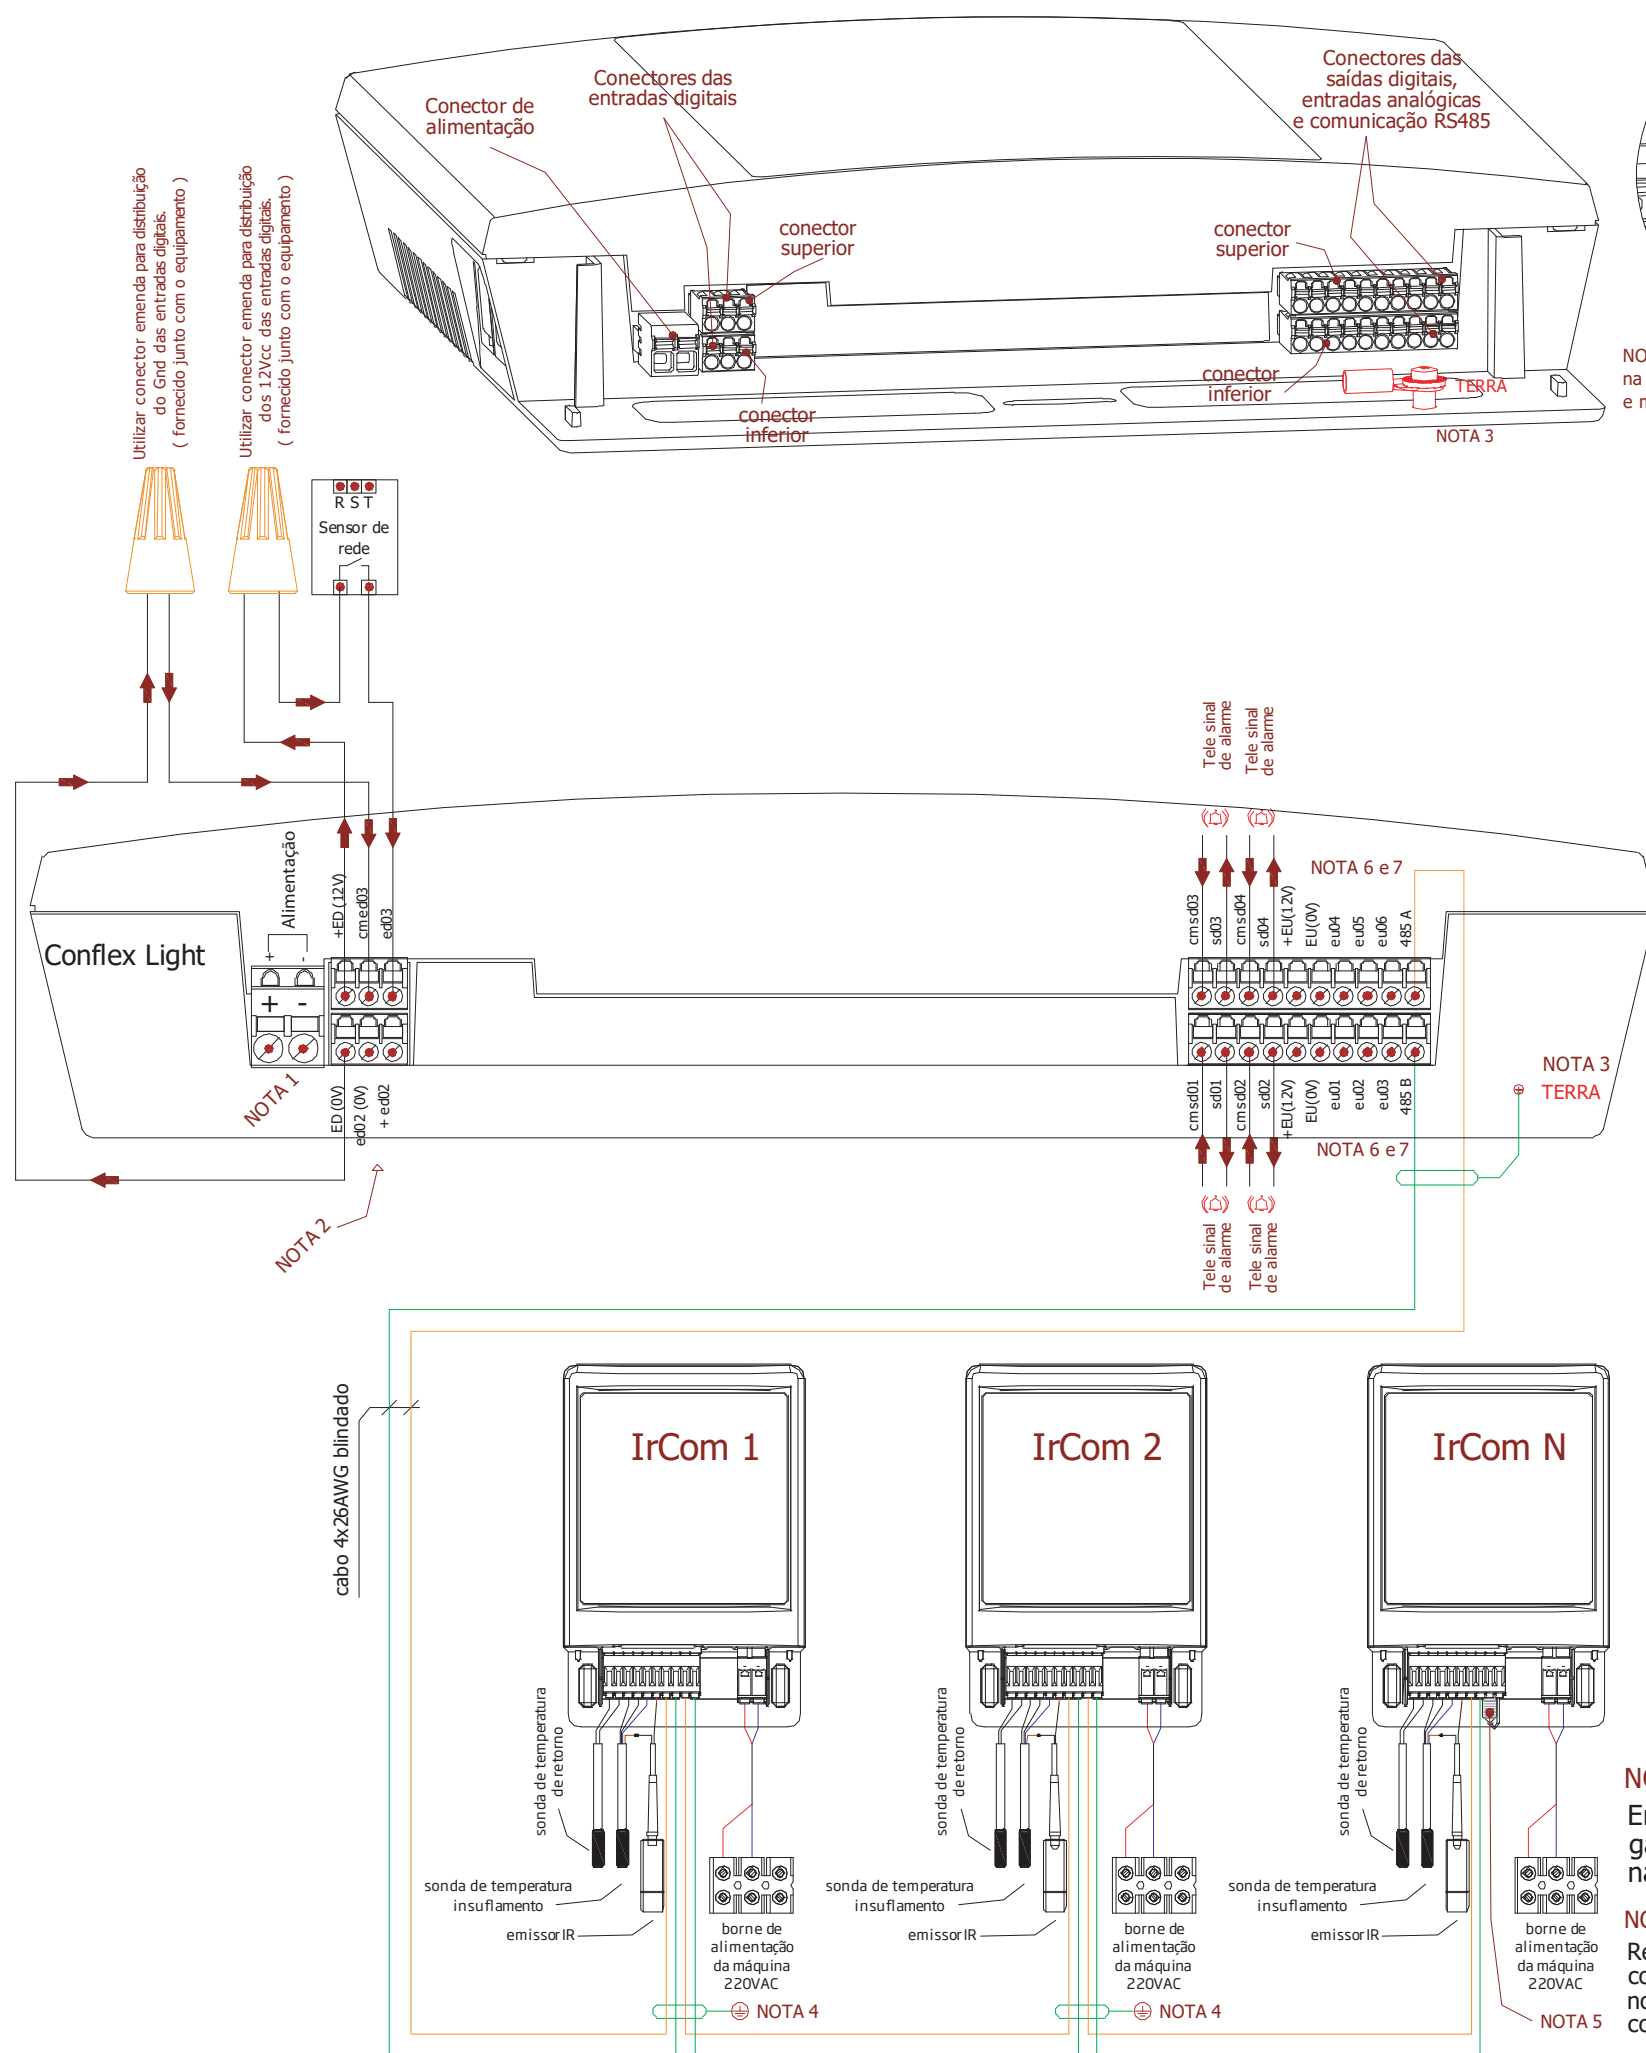 Conectores das
entradas digitais
Conector de
alimentação
Conectores das
saídas digitais,
entradas analógicas
e comunicação RS485
conector
superior
conector
superior
conector
inferior
conector
inferior
TERRA
NOTA 3
na
Utilizar conector emenda para distribuição
do Gnd das entradas digitais.
( fornecido junto com o equipamento )
Utilizar conector emenda para distribuição
dos 12Vcc das entradas digitais.
( fornecido junto com o equipamento )
R S T
Sensor de
rede
Tele sinal
de alarme
Tele sinal
de alarme
NOTA 6 e 7
Conflex Light
Alimentação
+ -
+ -
+ED (12V)
cmed03
ed03
cmsd03
sd03
cmsd04
sd04
+EU(12V)
EU(0V)
eu04
eu05
eu06
485 A
NOTA 1
ED (0V)
ed02 (0V)
+ ed02
cmsd01
sd01
cmsd02
sd02
+EU(12V)
EU(0V)
eu01
eu02
eu03
485 B
NOTA 3
TERRA
NOTA 6 e 7
NOTA 2
Tele sinal
de alarme
Tele sinal
de alarme
cabo 4x26AWG blindado
IrCom 1
IrCom 2
IrCom N
sonda de temperatura
de retorno
sonda de temperatura
insuflamento
emissor IR
borne de
alimentação
da máquina
220VAC
NOTA 4
sonda de temperatura
de retorno
sonda de temperatura
insuflamento
emissor IR
borne de
alimentação
da máquina
220VAC
NOTA 4
sonda de temperatura
de retorno
sonda de temperatura
insuflamento
emissor IR
borne de
alimentação
da máquina
220VAC
NOTA 5